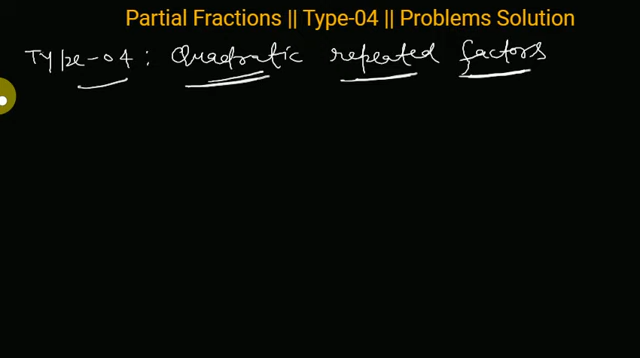 Partial Fractions || Type-04 || Problems Solution
Type-04 : Quadratic repeated factors